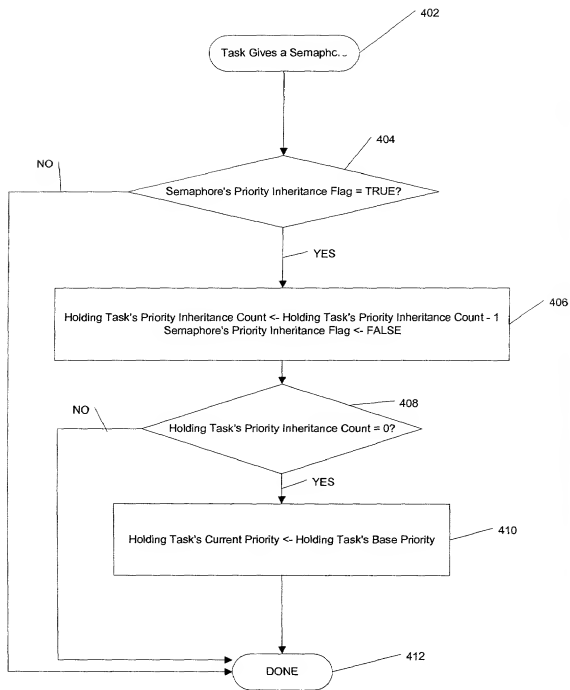 402
Task Gives a
404
NO
Semaphore's Priority Inheritance Flag = TRUE?
YES
406
Holding Task's Priority Inheritance Count <- Holding Task's Priority Inheritance Count - 1
Semaphore's Priority Inheritance Flag <- FALSE
408
NO
Holding Task's Priority Inheritance Count = 0?
YES
410
Holding Task's Current Priority <- Holding Task's Base Priority
412
DONE